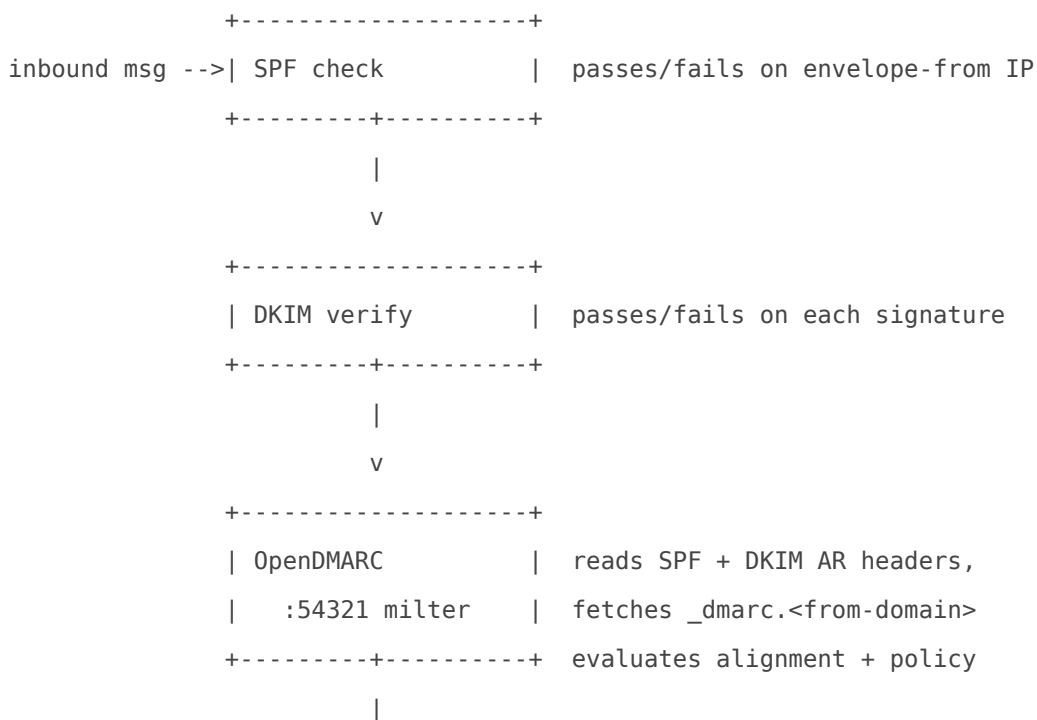 +--------------------+
inbound msg -->| SPF check          |  passes/fails on envelope-from IP
+---------+----------+
|
v
+--------------------+
| DKIM verify        |  passes/fails on each signature
+---------+----------+
|
v
+--------------------+
| OpenDMARC          |  reads SPF + DKIM AR headers,
|   :54321 milter    |  fetches _dmarc.<from-domain>
+---------+----------+  evaluates alignment + policy
|